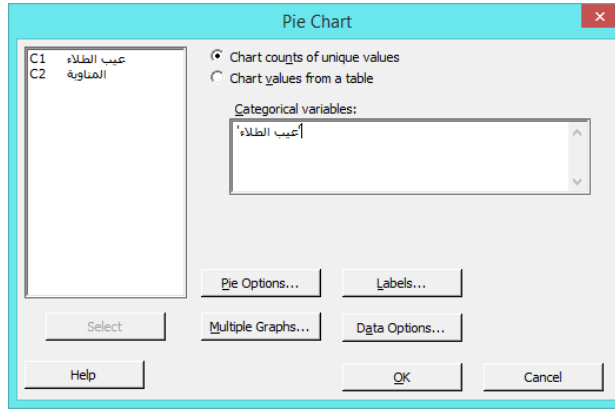 Pie Chart
C1 عيب الطلاء
C2 المناوبة
Chart counts of unique values
Chart values from a table
Categorical variables:
'عيب الطلاء'
Pie Options...
Labels...
Select
Multiple Graphs...
Data Options...
Help
OK
Cancel